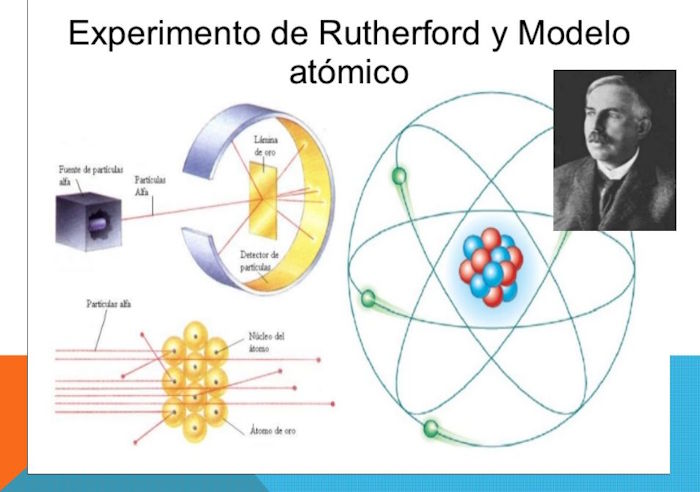 Experimento de Rutherford y Modelo
atómico
Lámina
de oro
Fuente de partículas
alfa
Partículas
Alfa
Detector de
partículas
Partículas alfa
Núcleo del
átomo
Átomo de oro